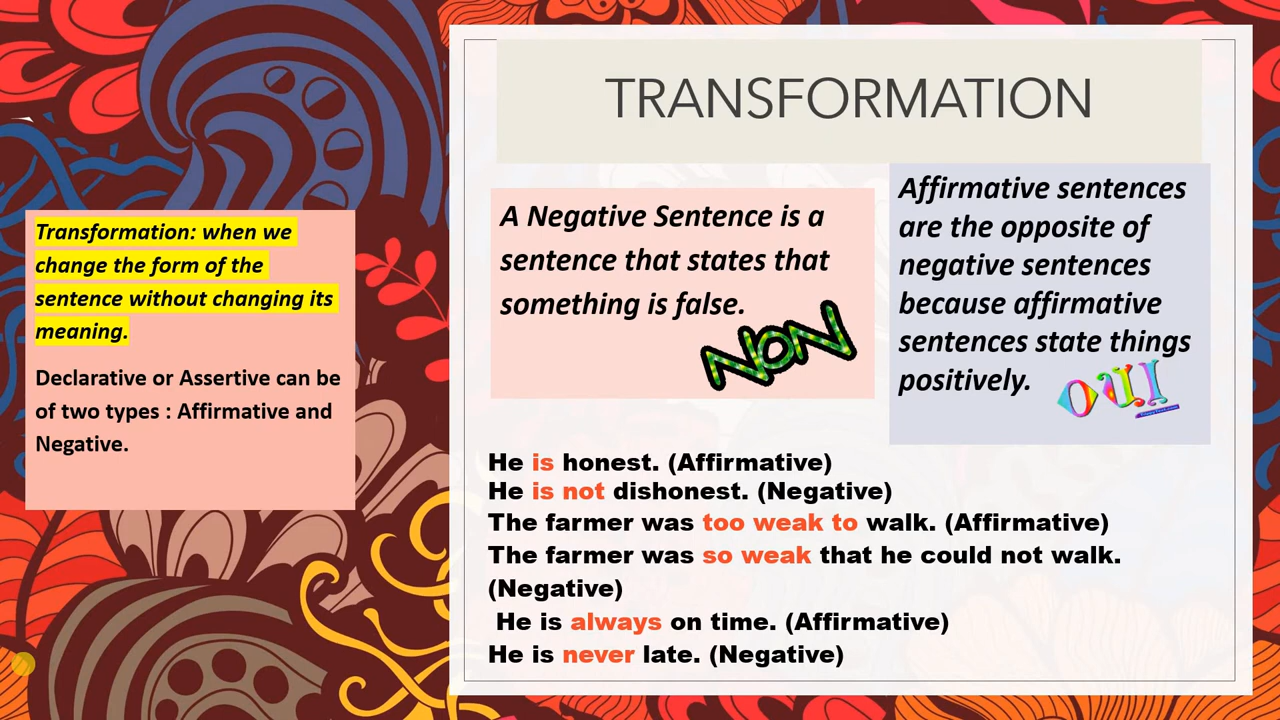 TRANSFORMATION
Transformation: when we
change the form of the
sentence without changing its
meaning.
Declarative or Assertive can be
of two types : Affirmative and
Negative.
A Negative Sentence is a
sentence that states that
something is false.
NON
Affirmative sentences
are the opposite of
negative sentences
because affirmative
sentences state things
positively.
OUI
He is honest. (Affirmative)
He is not dishonest. (Negative)
The farmer was too weak to walk. (Affirmative)
The farmer was so weak that he could not walk.
(Negative)
He is always on time. (Affirmative)
He is never late. (Negative)